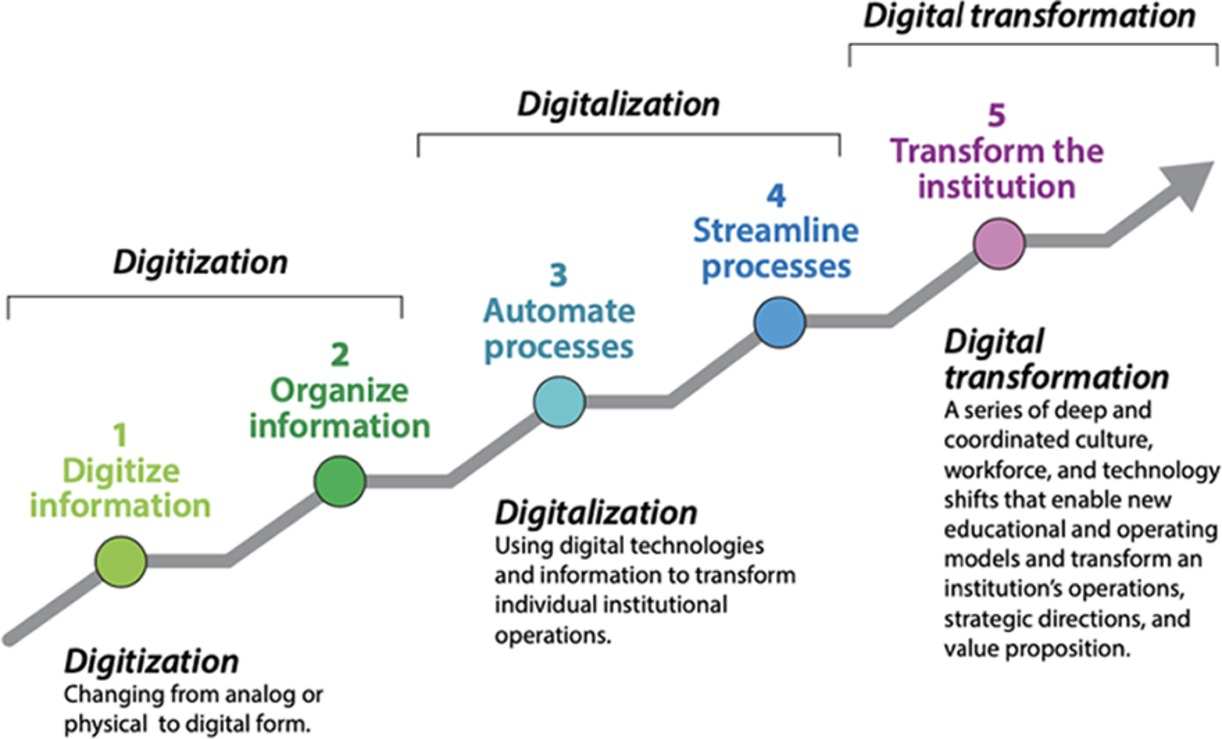 Digital transformation
Digitalization
5
Transform the
institution
4
Streamline
processes
Digitization
3
Automate
processes
2
Organize
information
1
Digitize
information
Digitization
Changing from analog or
physical to digital form.
Digitalization
Using digital technologies
and information to transform
individual institutional
operations.
Digital
transformation
A series of deep and
coordinated culture,
workforce, and technology
shifts that enable new
educational and operating
models and transform an
institution's operations,
strategic directions, and
value proposition.